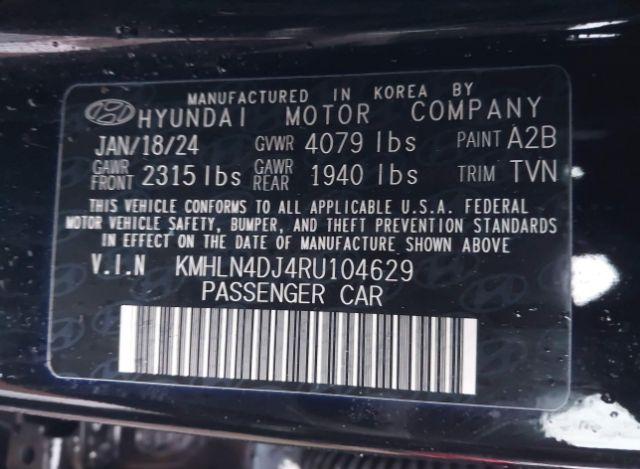 MANUFACTURED IN KOREA BY
HYUNDAI MOTOR COMPANY
JAN/18/24 GVWR 4079 lbs PAINT A2B
GAWR FRONT 2315 lbs GAWR REAR 1940 lbs TRIM TVN
THIS VEHICLE CONFORMS TO ALL APPLICABLE U.S.A. FEDERAL
MOTOR VEHICLE SAFETY, BUMPER, AND THEFT PREVENTION STANDARDS
IN EFFECT ON THE DATE OF MANUFACTURE SHOWN ABOVE
V.I.N KMHLN4DJ4RU104629
PASSENGER CAR